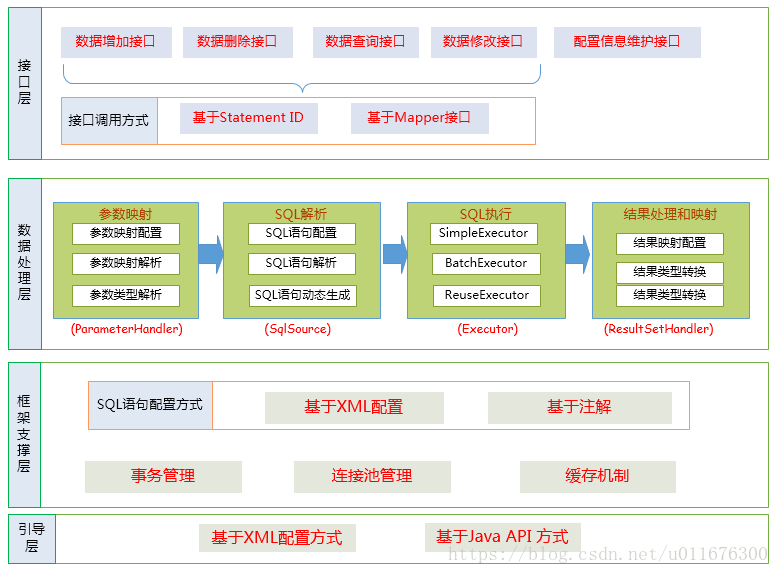 接口层
数据增加接口
数据删除接口
数据查询接口
数据修改接口
配置信息维护接口
接口调用方式
基于Statement ID
基于Mapper接口
数据处理层
参数映射
参数映射配置
参数映射解析
参数类型解析
(ParameterHandler)
SQL解析
SQL语句配置
SQL语句解析
SQL语句动态生成
(SqlSource)
SQL执行
SimpleExecutor
BatchExecutor
ReuseExecutor
(Executor)
结果处理和映射
结果映射配置
结果类型转换
结果类型转换
(ResultSetHandler)
框架支撑层
SQL语句配置方式
基于XML配置
基于注解
事务管理
连接池管理
缓存机制
引导层
基于XML配置方式
基于Java API 方式
https://blog.csdn.net/u011676300